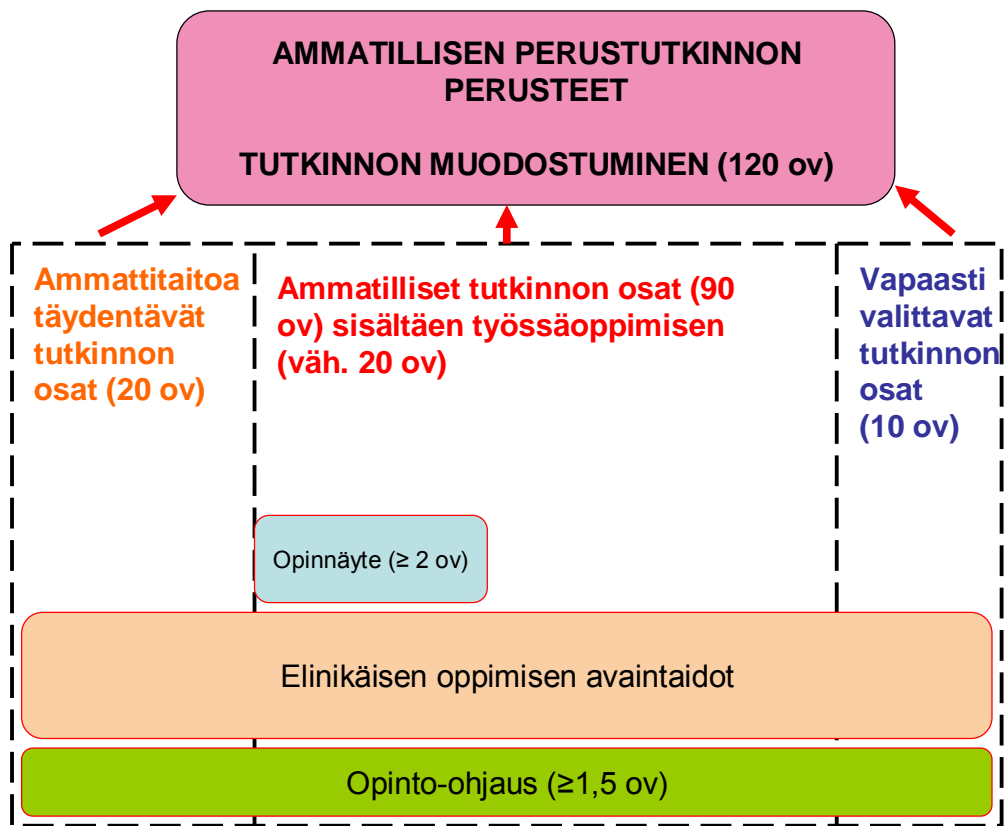 AMMATILLISEN PERUSTUTKINNON
PERUSTEET
TUTKINNON MUODOSTUMINEN (120 ov)
Ammattitaitoa
täydentävät
tutkinnon
osat (20 ov)
Ammatilliset tutkinnon osat (90
ov) sisältäen työssäoppimisen
(väh. 20 ov)
Vapaasti
valittavat
tutkinnon
osat
(10 ov)
Opinnäyte (≥ 2 ov)
Elinikäisen oppimisen avaintaidot
Opinto-ohjaus (≥1,5 ov)